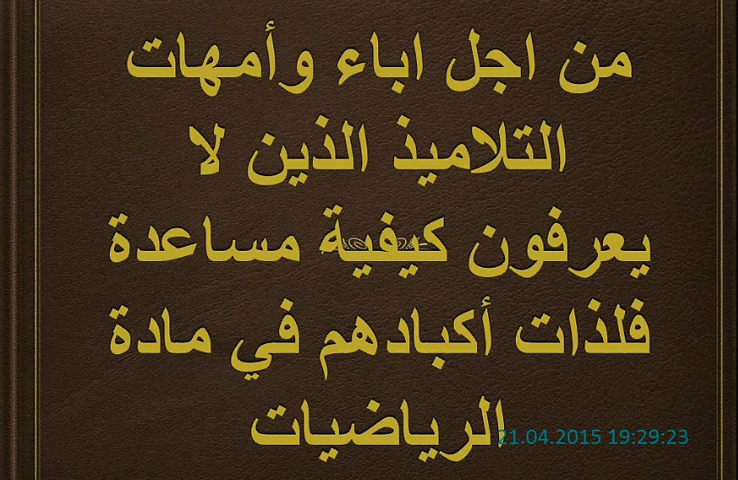 من اجل اباء وأمهات
التلاميذ الذين لا
يعرفون كيفية مساعدة
فلذات أكبادهم في مادة
الرياضيات
21.04.2015 19:29:23